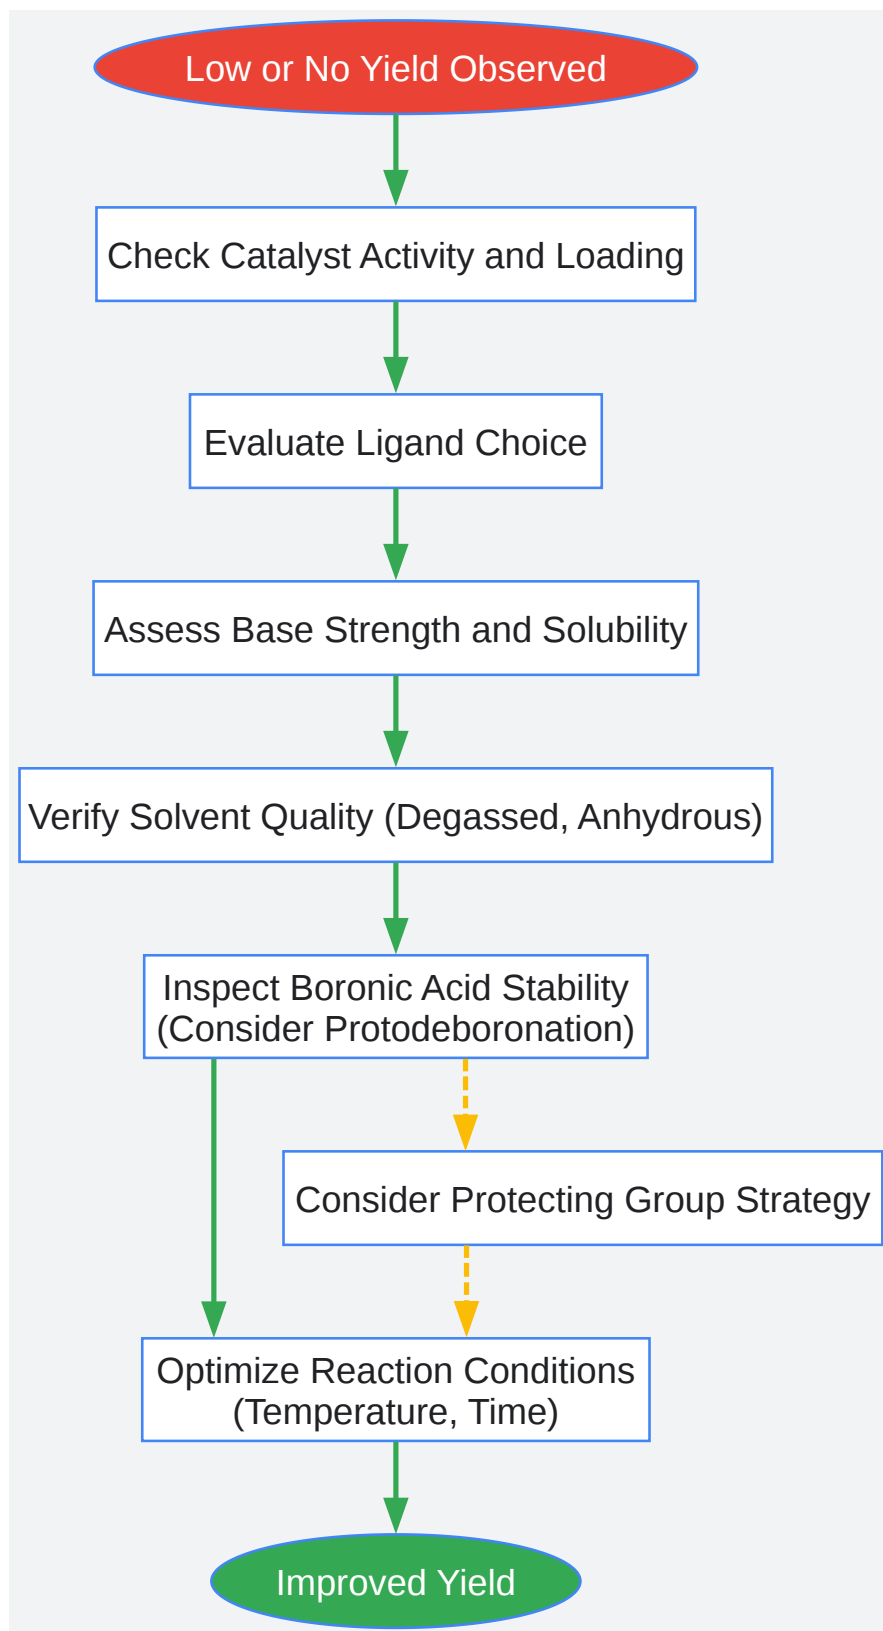 Low or No Yield Observed
Check Catalyst Activity and Loading
Evaluate Ligand Choice
Assess Base Strength and Solubility
Verify Solvent Quality (Degassed, Anhydrous)
Inspect Boronic Acid Stability
(Consider Protodeboronation)
Consider Protecting Group Strategy
Optimize Reaction Conditions
(Temperature, Time)
Improved Yield